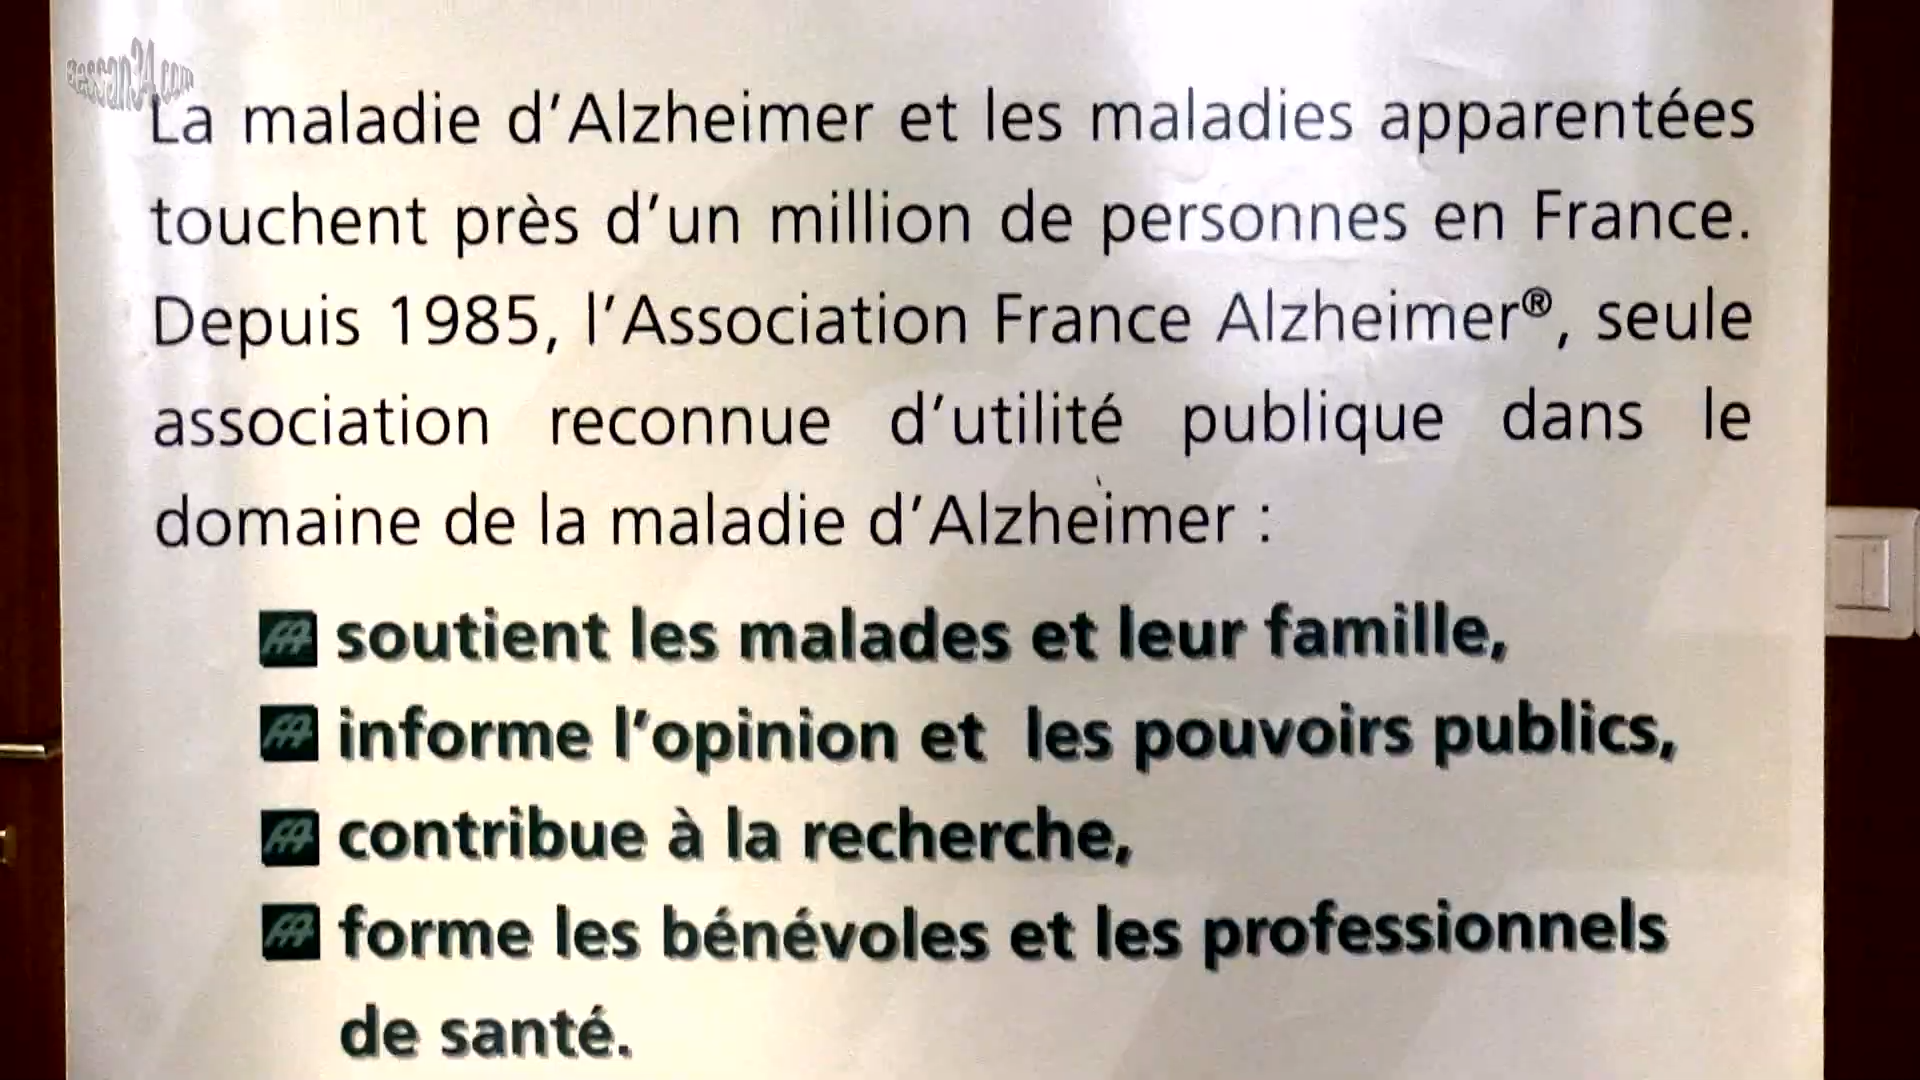 sessan34.com
La maladie d'Alzheimer et les maladies apparentées
touchent près d'un million de personnes en France.
Depuis 1985, l'Association France Alzheimer®, seule
association reconnue d'utilité publique dans le
domaine de la maladie d'Alzheimer :
soutient les malades et leur famille,
informe l'opinion et les pouvoirs publics,
contribue à la recherche,
forme les bénévoles et les professionnels
de santé.